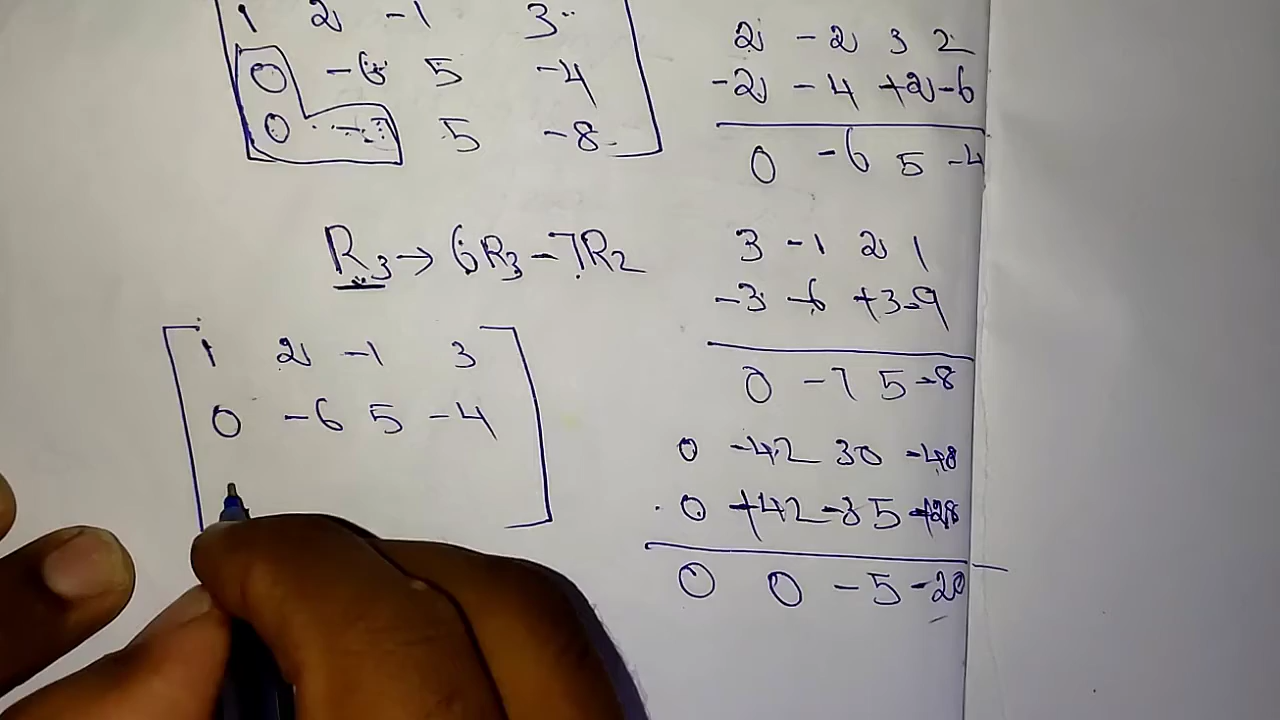 1 2 -1 3
0 -6 5 -4
0 -7 5 -8
R3 → 6R3 - 7R2
1 2 -1 3
0 -6 5 -4
2 -2 3 2
-2 -4 +2 -6
0 -6 5 -4
3 -1 2 1
-3 -6 +3 -9
0 -7 5 -8
0 -42 30 -48
0 +42 -35 +28
0 0 -5 -20